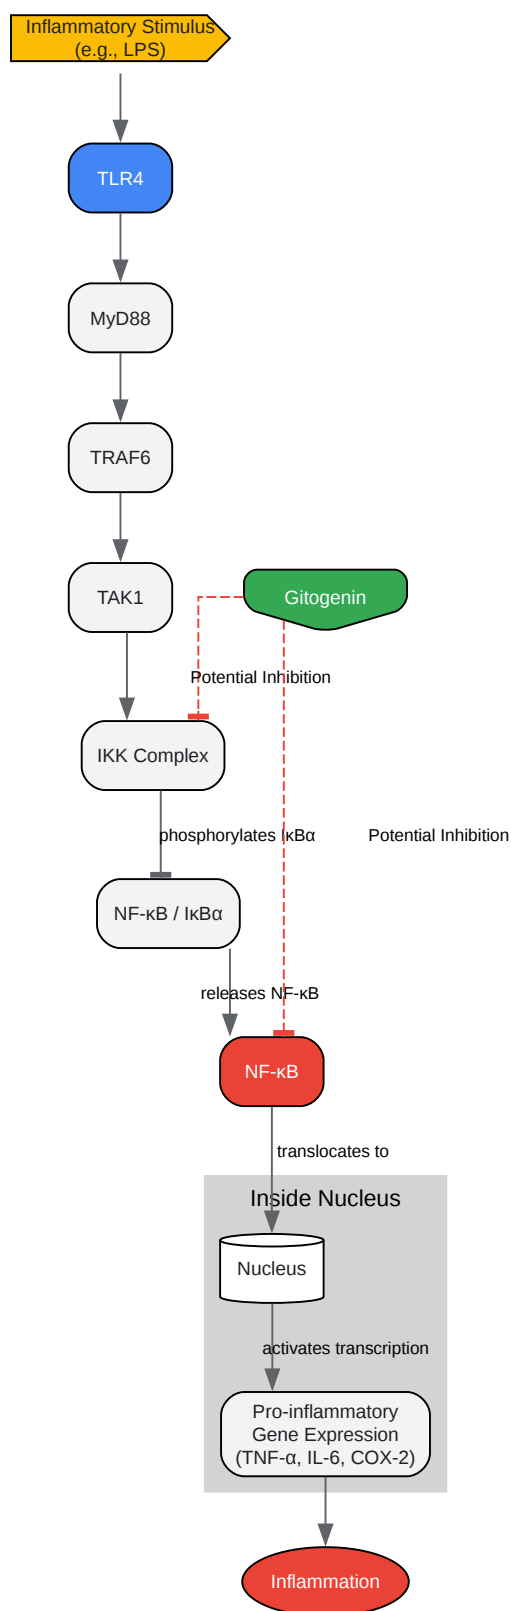 Inflammatory Stimulus
(e.g., LPS)
TLR4
MyD88
TRAF6
TAK1
Gitogenin
Potential Inhibition
IKK Complex
phosphorylates IκBα
Potential Inhibition
NF-κB / IκBα
releases NF-κB
NF-κB
translocates to
Inside Nucleus
Nucleus
activates transcription
Pro-inflammatory
Gene Expression
(TNF-α, IL-6, COX-2)
Inflammation